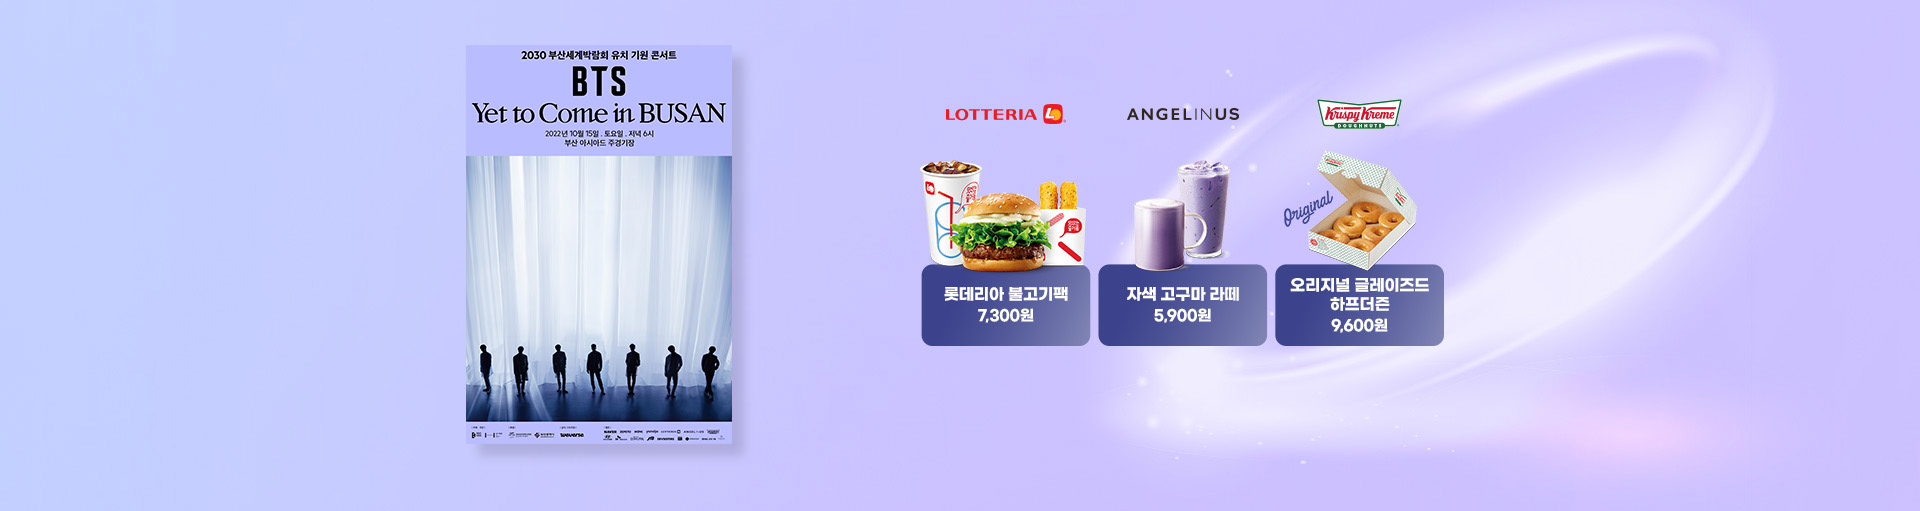 2030 부산세계박람회 유치 기원 콘서트
BTS
Yet to Come in BUSAN
2022년 10월 15일 . 토요일 . 저녁 6시
부산 아시아드 주경기장
weverse
NAVER
LOTTERIA
ANGELINUS
Krispy Kreme
DOUGHNUTS
Original
롯데리아 불고기팩
7,300원
자색 고구마 라떼
5,900원
오리지널 글레이즈드
하프더즌
9,600원